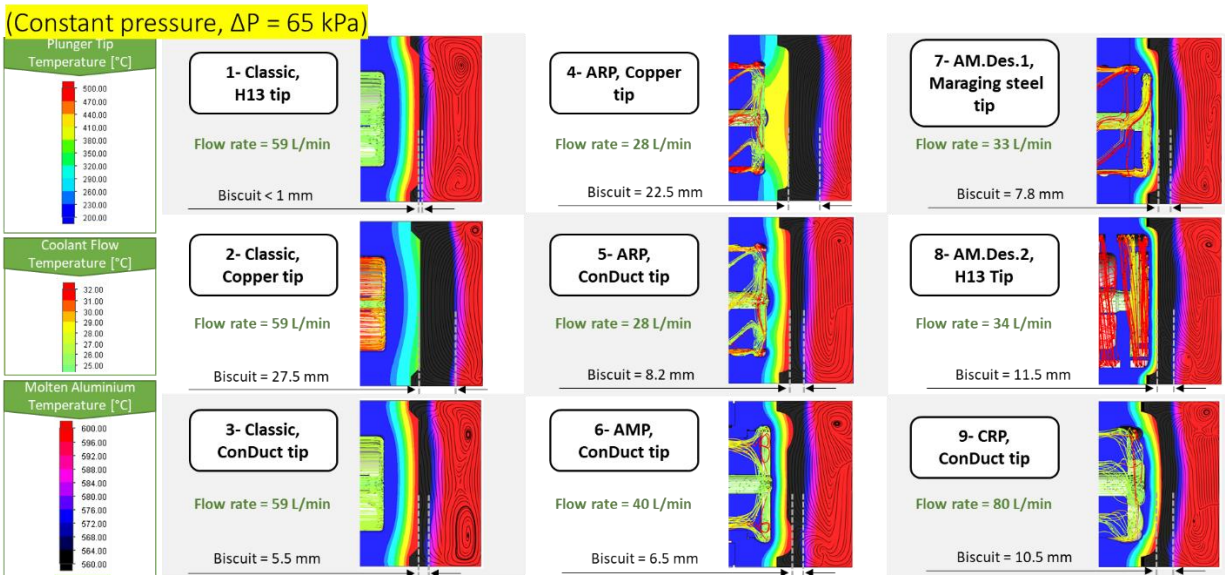 (Constant pressure, ΔP = 65 kPa)
Plunger Tip
Temperature [°C]
500.00
470.00
440.00
410.00
380.00
350.00
320.00
290.00
260.00
230.00
200.00
Coolant Flow
Temperature [°C]
32.00
30.00
29.00
28.00
27.00
26.00
25.00
Molten Aluminium
Temperature [°C]
600.00
596.00
592.00
588.00
584.00
580.00
576.00
572.00
568.00
564.00
560.00
1- Classic,
H13 tip
Flow rate = 59 L/min
Biscuit < 1 mm
2- Classic,
Copper tip
Flow rate = 59 L/min
Biscuit = 27.5 mm
3- Classic,
ConDuct tip
Flow rate = 59 L/min
Biscuit = 5.5 mm
4- ARP, Copper
tip
Flow rate = 28 L/min
Biscuit = 22.5 mm
5- ARP,
ConDuct tip
Flow rate = 28 L/min
Biscuit = 8.2 mm
6- AMP,
ConDuct tip
Flow rate = 40 L/min
Biscuit = 6.5 mm
7- AM.Des.1,
Maraging steel
tip
Flow rate = 33 L/min
Biscuit = 7.8 mm
8- AM.Des.2,
H13 Tip
Flow rate = 34 L/min
Biscuit = 11.5 mm
9- CRP,
ConDuct tip
Flow rate = 80 L/min
Biscuit = 10.5 mm